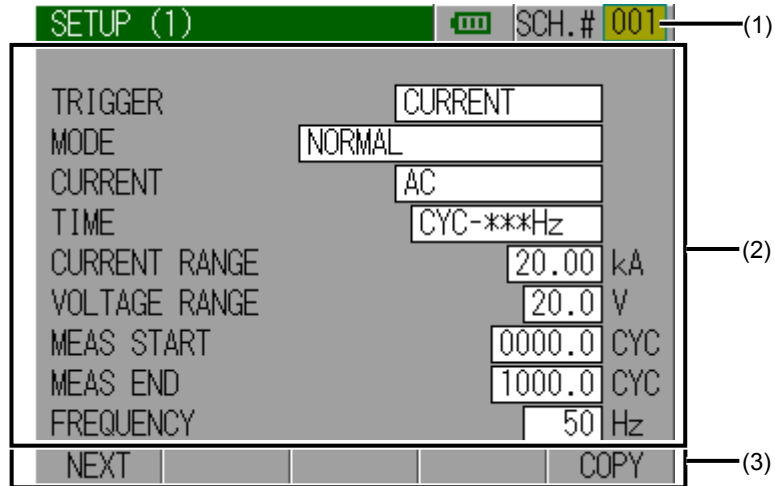 SETUP (1) SCH.# 001 (1)
TRIGGER CURRENT
MODE NORMAL
CURRENT AC
TIME CYC-***Hz
CURRENT RANGE 20.00 kA
(2)
VOLTAGE RANGE 20.0 V
MEAS START 0000.0 CYC
MEAS END 1000.0 CYC
FREQUENCY 50 Hz
NEXT COPY (3)